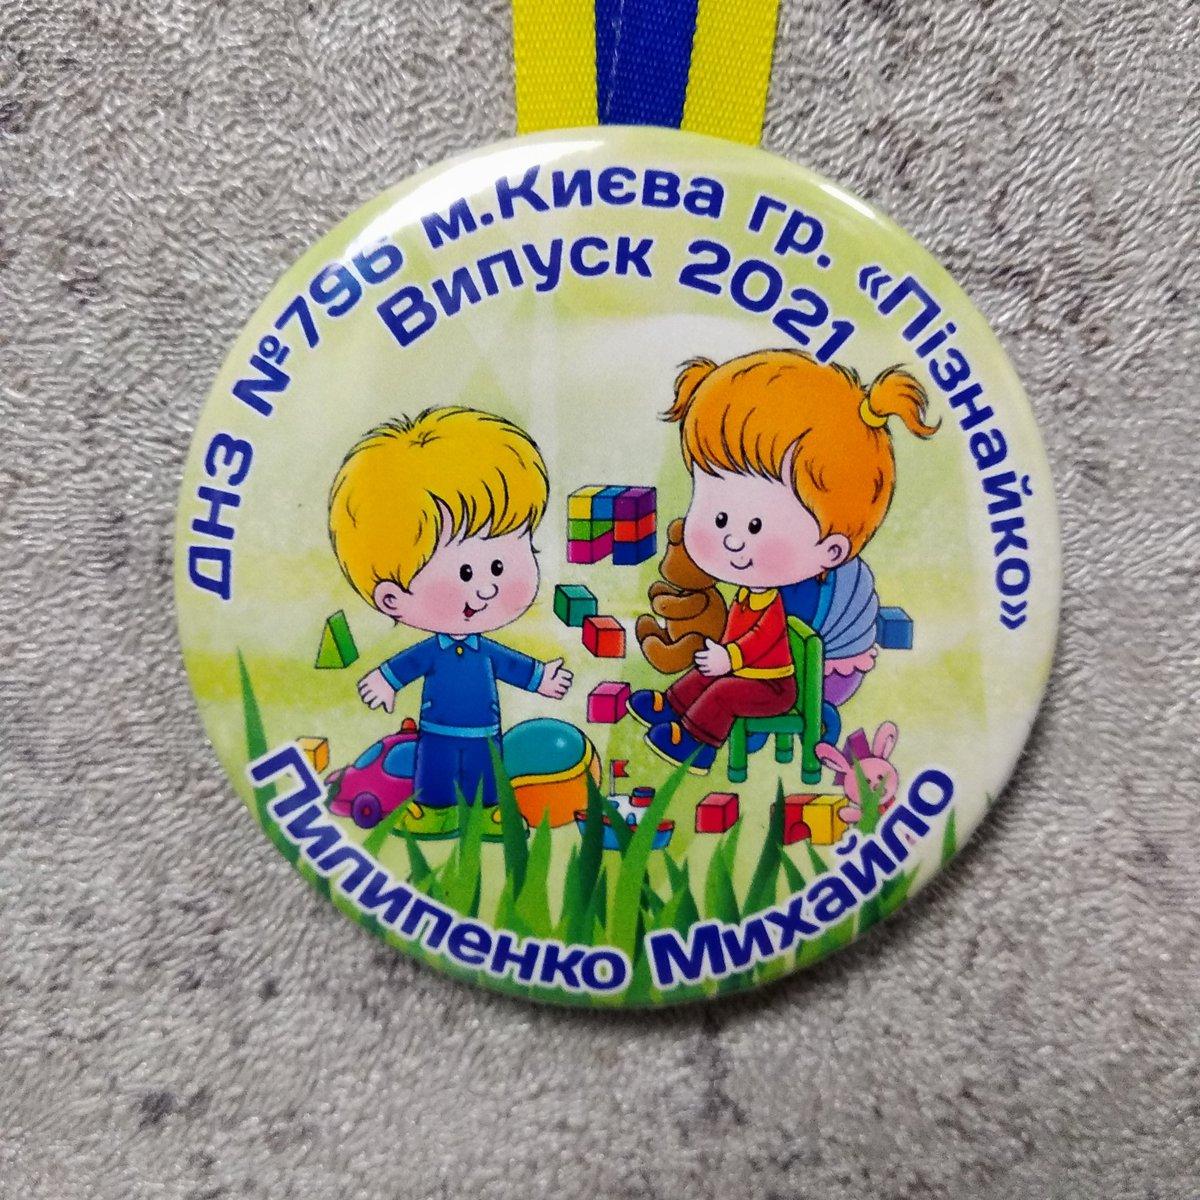 ДНЗ №796 м.Києва гр. «Пізнайко»
Випуск 2021
Пилипенко Михайло